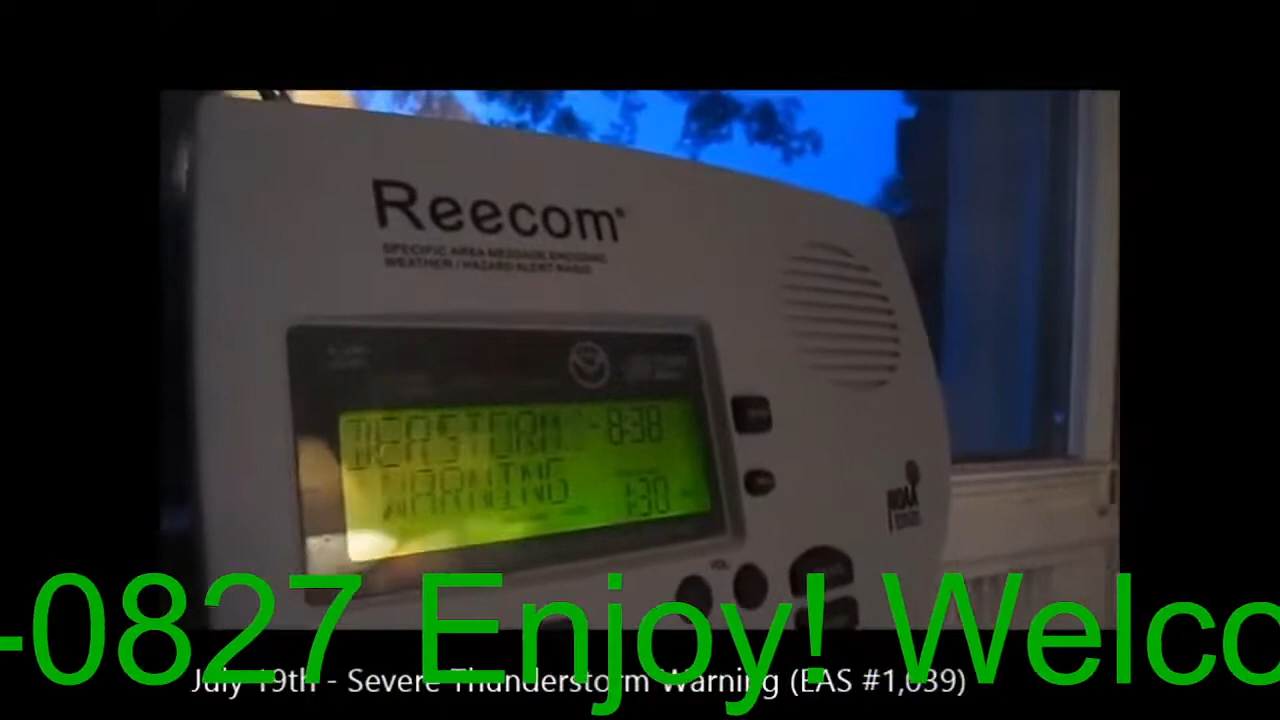 Reecom®
SPECIFIC AREA MESSAGE ENCODING
WEATHER / HAZARD ALERT RADIO
DERSTORM 8:38
WARNING 1:30
VOL
NOAA
-0827 Enjoy! Welco
July 19th - Severe Thunderstorm Warning (EAS #1,039)